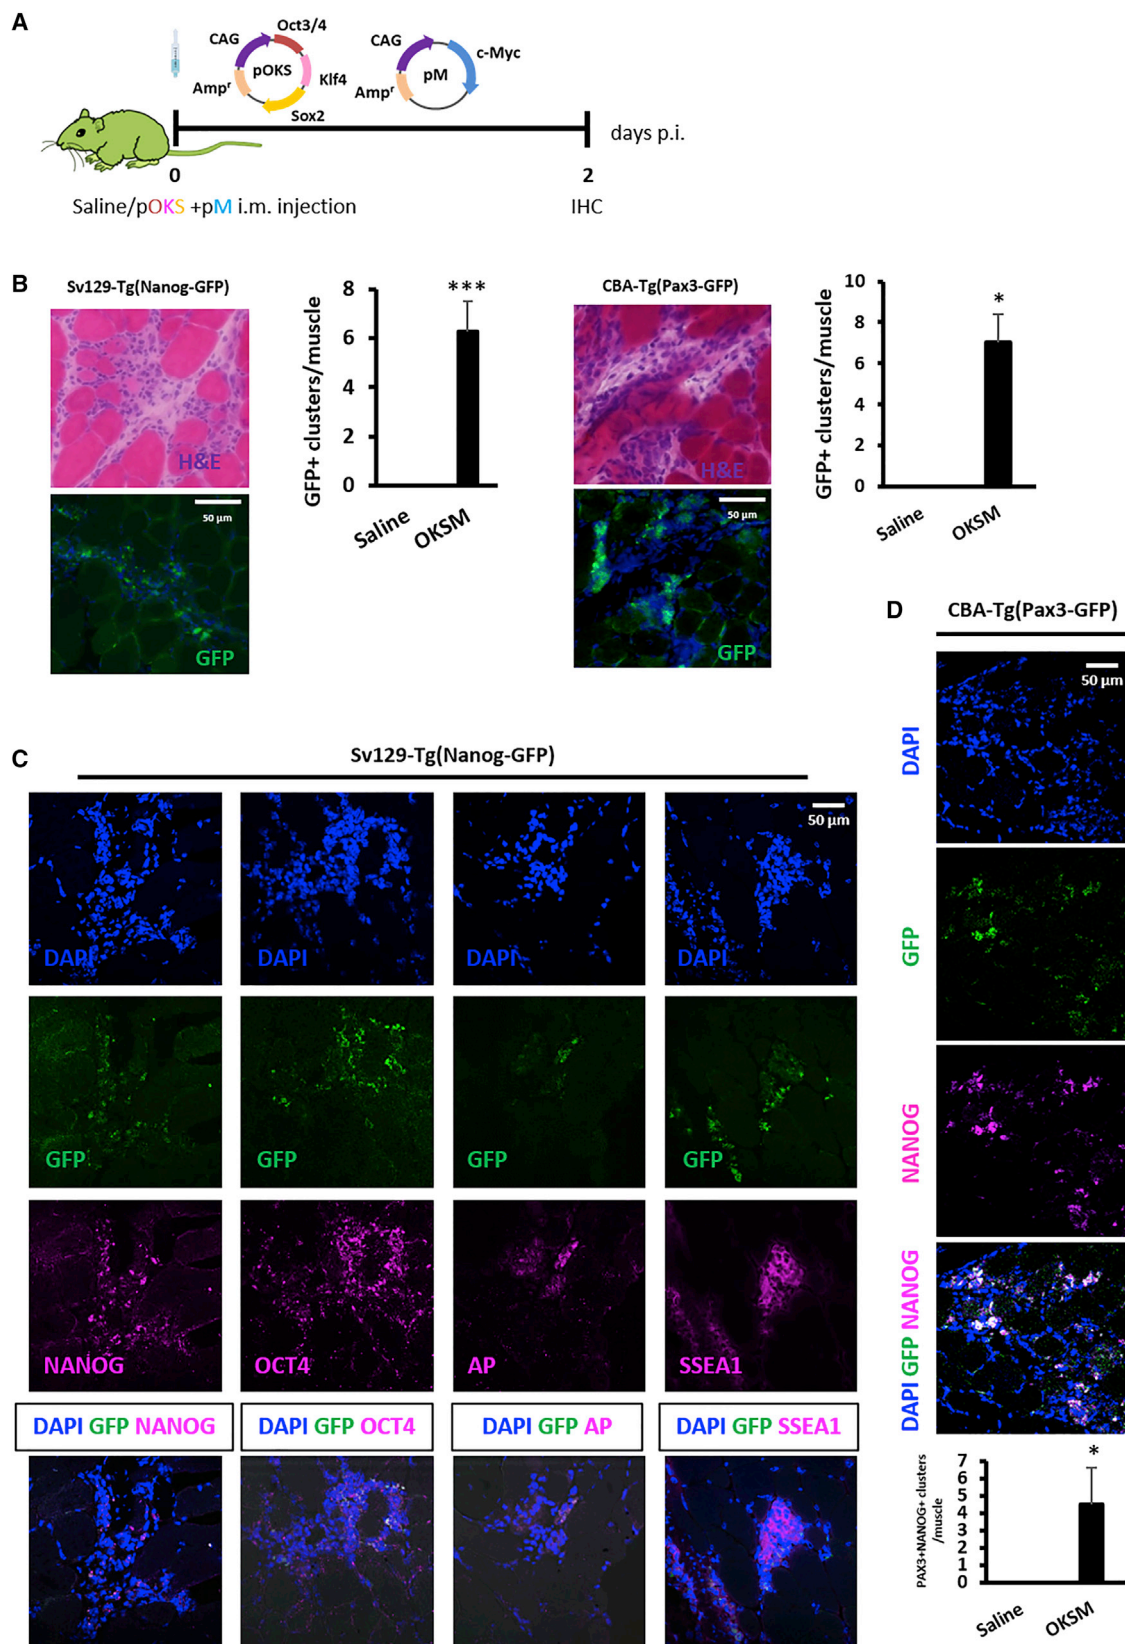 A
CAG
Oct3/4
pOKS
Klf4
Sox2
Ampʳ
CAG
c-Myc
pM
Ampʳ
days p.i.
0
2
Saline/pOKS +pM i.m. injection
IHC
B
Sv129-Tg(Nanog-GFP)
H&E
50 µm
GFP
GFP+ clusters/muscle
8
6
4
2
0
***
Saline
OKSM
CBA-Tg(Pax3-GFP)
H&E
50 µm
GFP
GFP+ clusters/muscle
10
8
6
4
2
0
*
Saline
OKSM
C
Sv129-Tg(Nanog-GFP)
50 µm
DAPI
DAPI
DAPI
DAPI
GFP
GFP
GFP
GFP
NANOG
OCT4
AP
SSEA1
DAPI GFP NANOG
DAPI GFP OCT4
DAPI GFP AP
DAPI GFP SSEA1
D
CBA-Tg(Pax3-GFP)
50 µm
DAPI
GFP
NANOG
DAPI GFP NANOG
PAX3+NANOG+ clusters
/muscle
7
6
5
4
3
2
1
0
*
Saline
OKSM